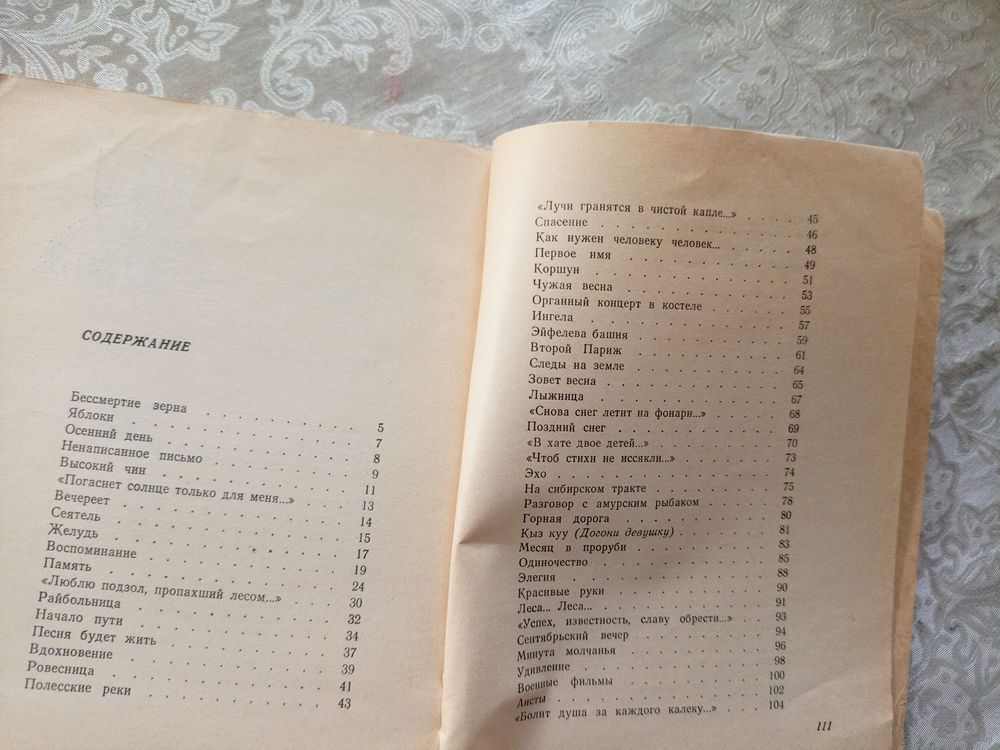 СОДЕРЖАНИЕ
Бессмертие зерна . . . . . . . . . 5
Яблоки . . . . . . . . . 7
Осенний день . . . . . . . . . 8
Ненаписанное письмо . . . . . . . . . 9
Высокий чин . . . . . . . . . 11
«Погаснет солнце только для меня...» . . . . 13
Вечереет . . . . . . . . . 14
Сеятель . . . . . . . . . 15
Желудь . . . . . . . . . 17
Воспоминание . . . . . . . . . 19
Память . . . . . . . . . 24
«Люблю подзол, пропахший лесом...» . . . . 30
Райбольница . . . . . . . . . 32
Начало пути . . . . . . . . . 34
Песня будет жить . . . . . . . . . 37
Вдохновение . . . . . . . . . 39
Ровесница . . . . . . . . . 41
Полесские реки . . . . . . . . . 43
«Лучи гранятся в чистой капле...» . . . . 45
Спасение . . . . . . . . . 46
Как нужен человеку человек... . . . . . 48
Первое имя . . . . . . . . . 49
Коршун . . . . . . . . . 51
Чужая весна . . . . . . . . . 53
Органный концерт в костеле . . . . . . 55
Ингела . . . . . . . . . 57
Эйфелева башня . . . . . . . . . 59
Второй Париж . . . . . . . . . 61
Следы на земле . . . . . . . . . 64
Зовет весна . . . . . . . . . 65
Лыжница . . . . . . . . . 67
«Снова снег летит на фонари...» . . . . . 68
Поздний снег . . . . . . . . . 69
«В хате двое детей...» . . . . . . . . 70
«Чтоб стихи не иссякли...» . . . . . . 73
Эхо . . . . . . . . . 74
На сибирском тракте . . . . . . . . 75
Разговор с амурским рыбаком . . . . . 78
Горная дорога . . . . . . . . . 80
Кыз куу (Догони девушку) . . . . . . 81
Месяц в проруби . . . . . . . . . 83
Одиночество . . . . . . . . . 85
Элегия . . . . . . . . . 88
Красивые руки . . . . . . . . . 90
Леса... Леса... . . . . . . . . . 91
«Успех, известность, славу обрести...» . . . 93
Сентябрьский вечер . . . . . . . . 94
Минута молчанья . . . . . . . . . 96
Удивление . . . . . . . . . 98
Военные фильмы . . . . . . . . . 100
Аисты . . . . . . . . . 102
«Болит душа за каждого калеку...» . . . 104
111